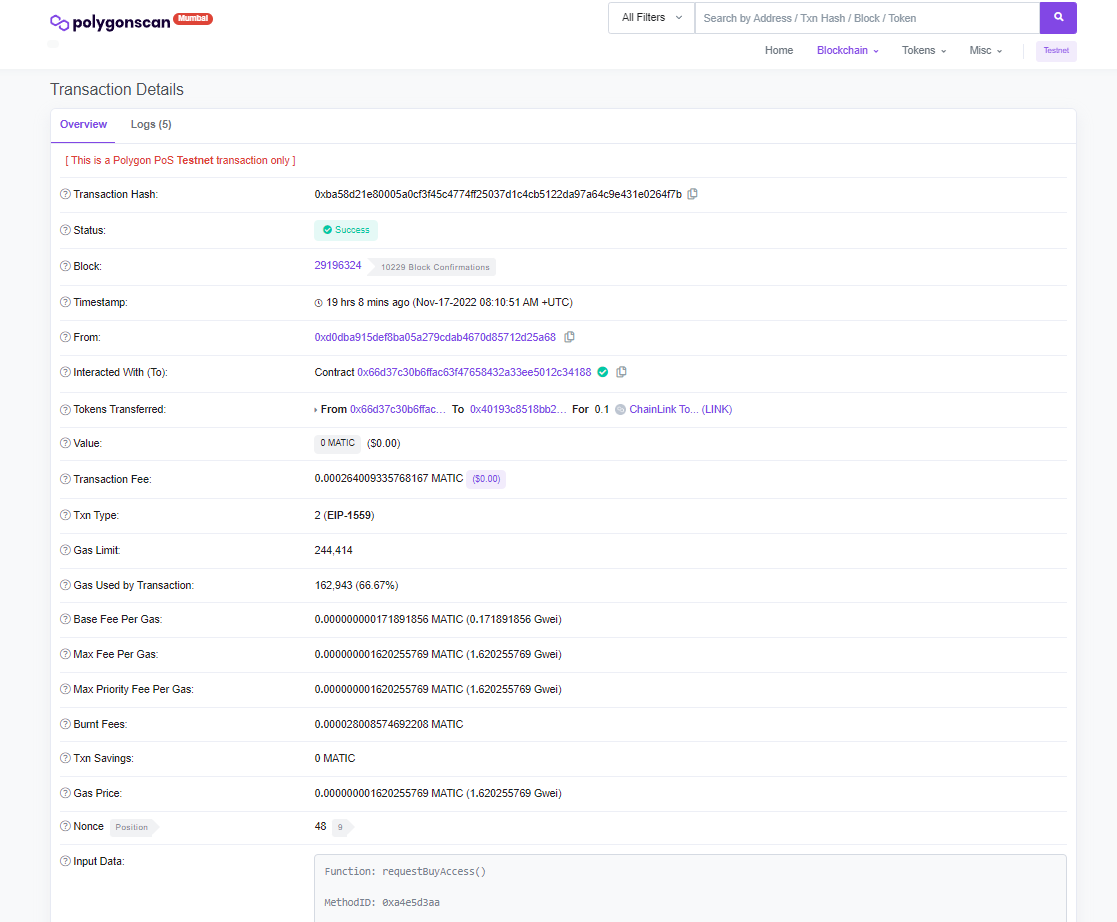 polygonscan Mumbai
All Filters Search by Address / Txn Hash / Block / Token
Home Blockchain Tokens Misc Testnet
Transaction Details
Overview Logs (5)
[ This is a Polygon PoS Testnet transaction only ]
Transaction Hash: 0xba58d21e80005a0cf3f45c4774ff25037d1c4cb5122da97a64c9e431e0264f7b
Status: Success
Block: 29196324 10229 Block Confirmations
Timestamp: 19 hrs 8 mins ago (Nov-17-2022 08:10:51 AM +UTC)
From: 0xd0dba915def8ba05a279cdab4670d85712d25a68
Interacted With (To): Contract 0x66d37c30b6ffac63f47658432a33ee5012c34188
Tokens Transferred: From 0x66d37c30b6ffac... To 0x40193c8518bb2... For 0.1 ChainLink To... (LINK)
Value: 0 MATIC ($0.00)
Transaction Fee: 0.000264009335768167 MATIC ($0.00)
Txn Type: 2 (EIP-1559)
Gas Limit: 244,414
Gas Used by Transaction: 162,943 (66.67%)
Base Fee Per Gas: 0.000000000171891856 MATIC (0.171891856 Gwei)
Max Fee Per Gas: 0.000000001620255769 MATIC (1.620255769 Gwei)
Max Priority Fee Per Gas: 0.000000001620255769 MATIC (1.620255769 Gwei)
Burnt Fees: 0.000028008574692208 MATIC
Txn Savings: 0 MATIC
Gas Price: 0.000000001620255769 MATIC (1.620255769 Gwei)
Nonce Position 48 9
Input Data: Function: requestBuyAccess()
MethodID: 0xa4e5d3aa